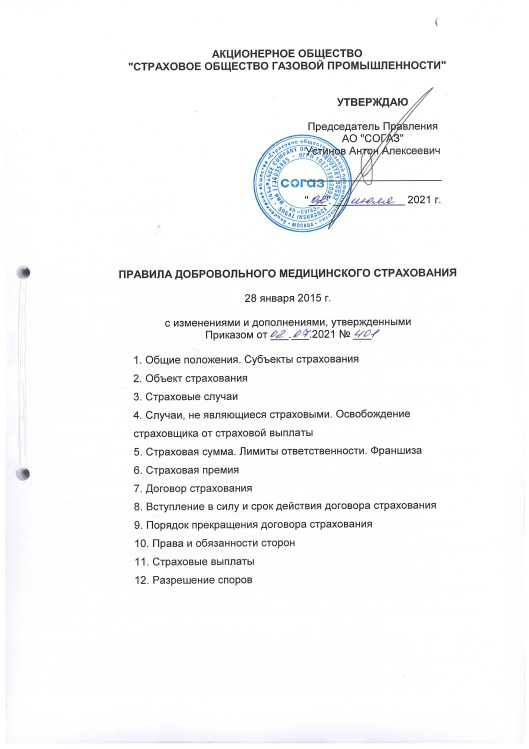 АКЦИОНЕРНОЕ ОБЩЕСТВО
"СТРАХОВОЕ ОБЩЕСТВО ГАЗОВОЙ ПРОМЫШЛЕННОСТИ"
УТВЕРЖДАЮ
Председатель Правления
АО "СОГАЗ"
Устинов Антон Алексеевич
согаз
"02" июля 2021 г.
ПРАВИЛА ДОБРОВОЛЬНОГО МЕДИЦИНСКОГО СТРАХОВАНИЯ
28 января 2015 г.
с изменениями и дополнениями, утвержденными
Приказом от 02.07.2021 № 401
1. Общие положения. Субъекты страхования
2. Объект страхования
3. Страховые случаи
4. Случаи, не являющиеся страховыми. Освобождение
страховщика от страховой выплаты
5. Страховая сумма. Лимиты ответственности. Франшиза
6. Страховая премия
7. Договор страхования
8. Вступление в силу и срок действия договора страхования
9. Порядок прекращения договора страхования
10. Права и обязанности сторон
11. Страховые выплаты
12. Разрешение споров